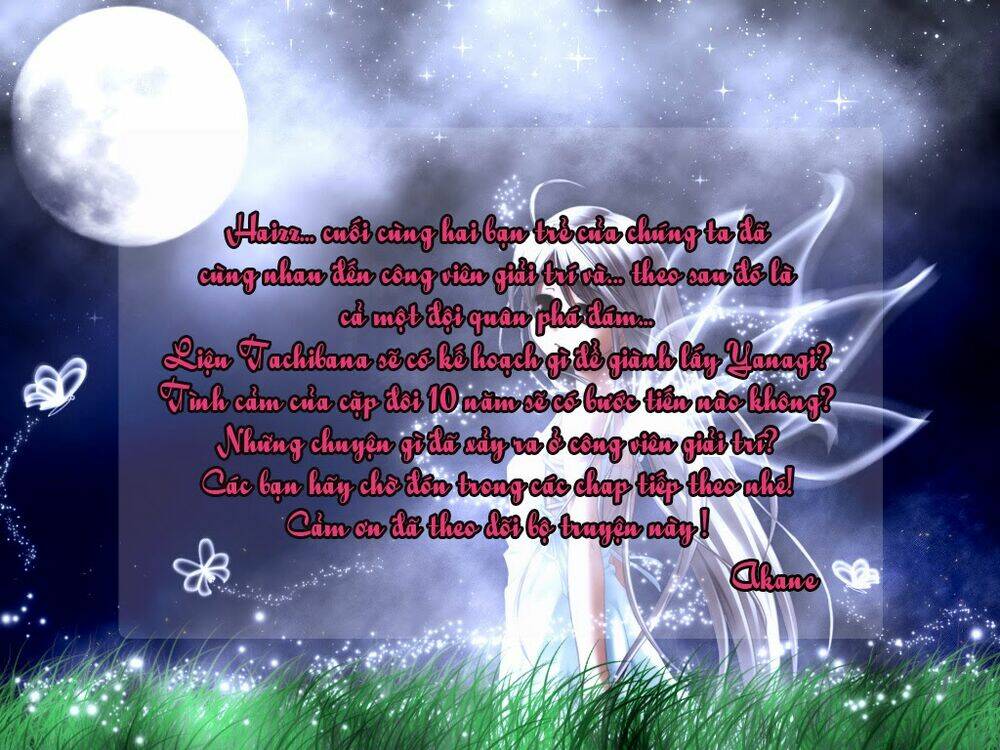 Haizz... cuối cùng hai bạn trẻ của chúng ta đã
cùng nhau đến công viên giải trí và... theo sau đó là
cả một đội quân phá đám...
Liệu Tachibana sẽ có kế hoạch gì để giành lấy Yanagi?
Tình cảm của cặp đôi 10 năm sẽ có bước tiến nào không?
Những chuyện gì đã xảy ra ở công viên giải trí?
Các bạn hãy chờ đón trong các chap tiếp theo nhé!
Cảm ơn đã theo dõi bộ truyện này!
Akane